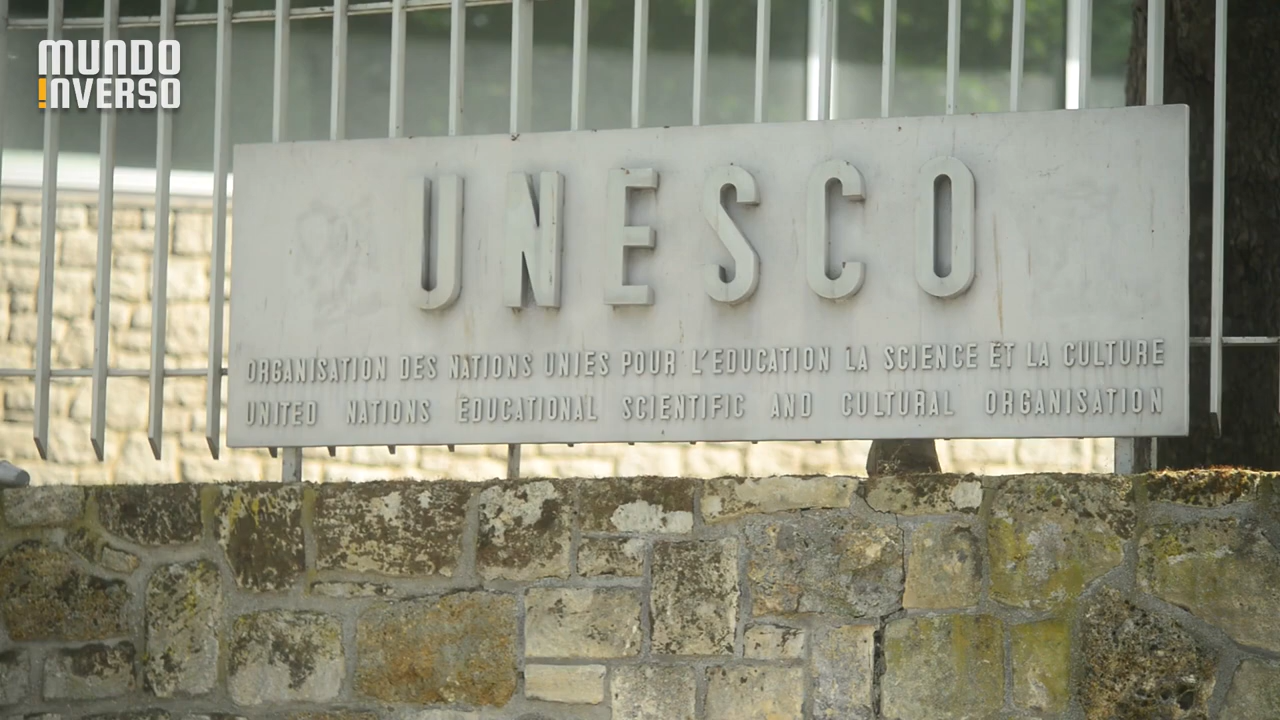 MUNDO
INVERSO
UNESCO
ORGANISATION DES NATIONS UNIES POUR L'EDUCATION LA SCIENCE ET LA CULTURE
UNITED NATIONS EDUCATIONAL SCIENTIFIC AND CULTURAL ORGANISATION